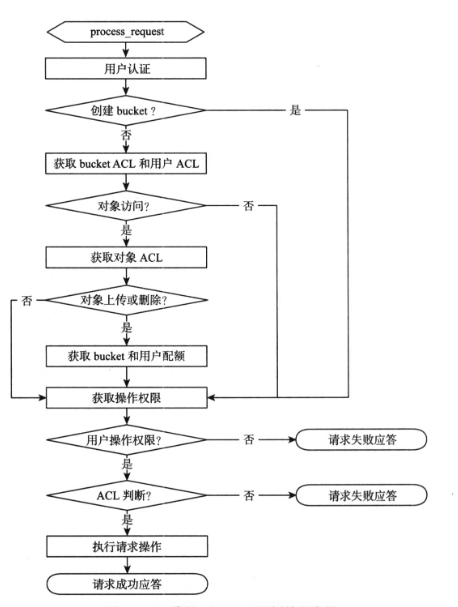 process_request
用户认证
创建 bucket？
是
否
获取 bucket ACL 和用户 ACL
对象访问？
否
是
获取对象 ACL
否
对象上传或删除？
是
获取 bucket 和用户配额
获取操作权限
用户操作权限？
否
请求失败应答
是
ACL 判断？
否
请求失败应答
是
执行请求操作
请求成功应答